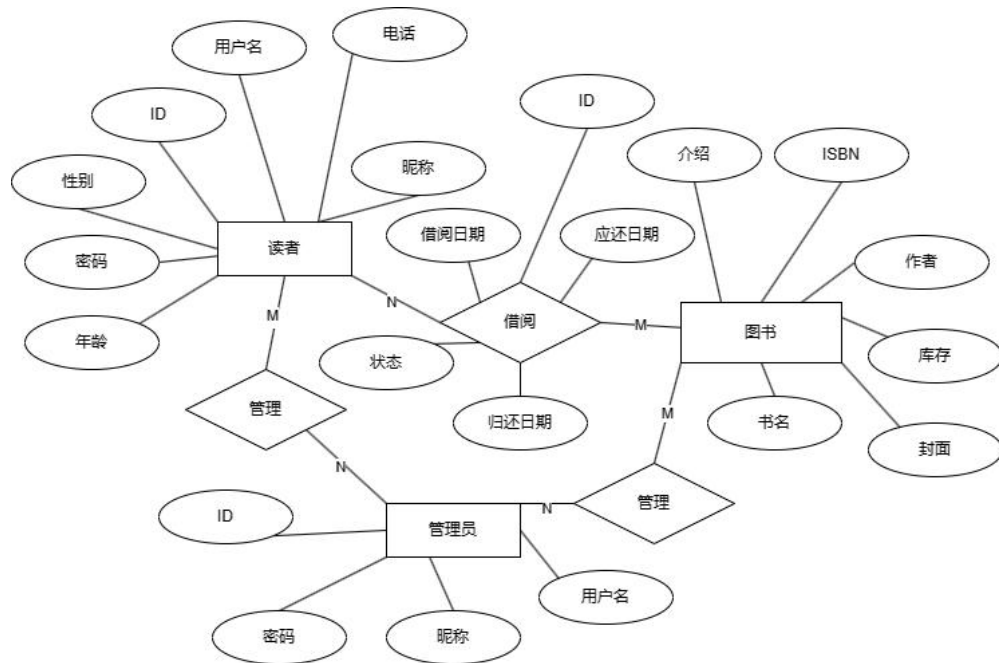 电话
用户名
ID
ID
介绍
ISBN
昵称
性别
借阅日期
应还日期
读者
密码
作者
N
M
借阅
M
图书
年龄
状态
库存
管理
M
归还日期
书名
封面
N
管理
N
ID
管理员
用户名
密码
昵称